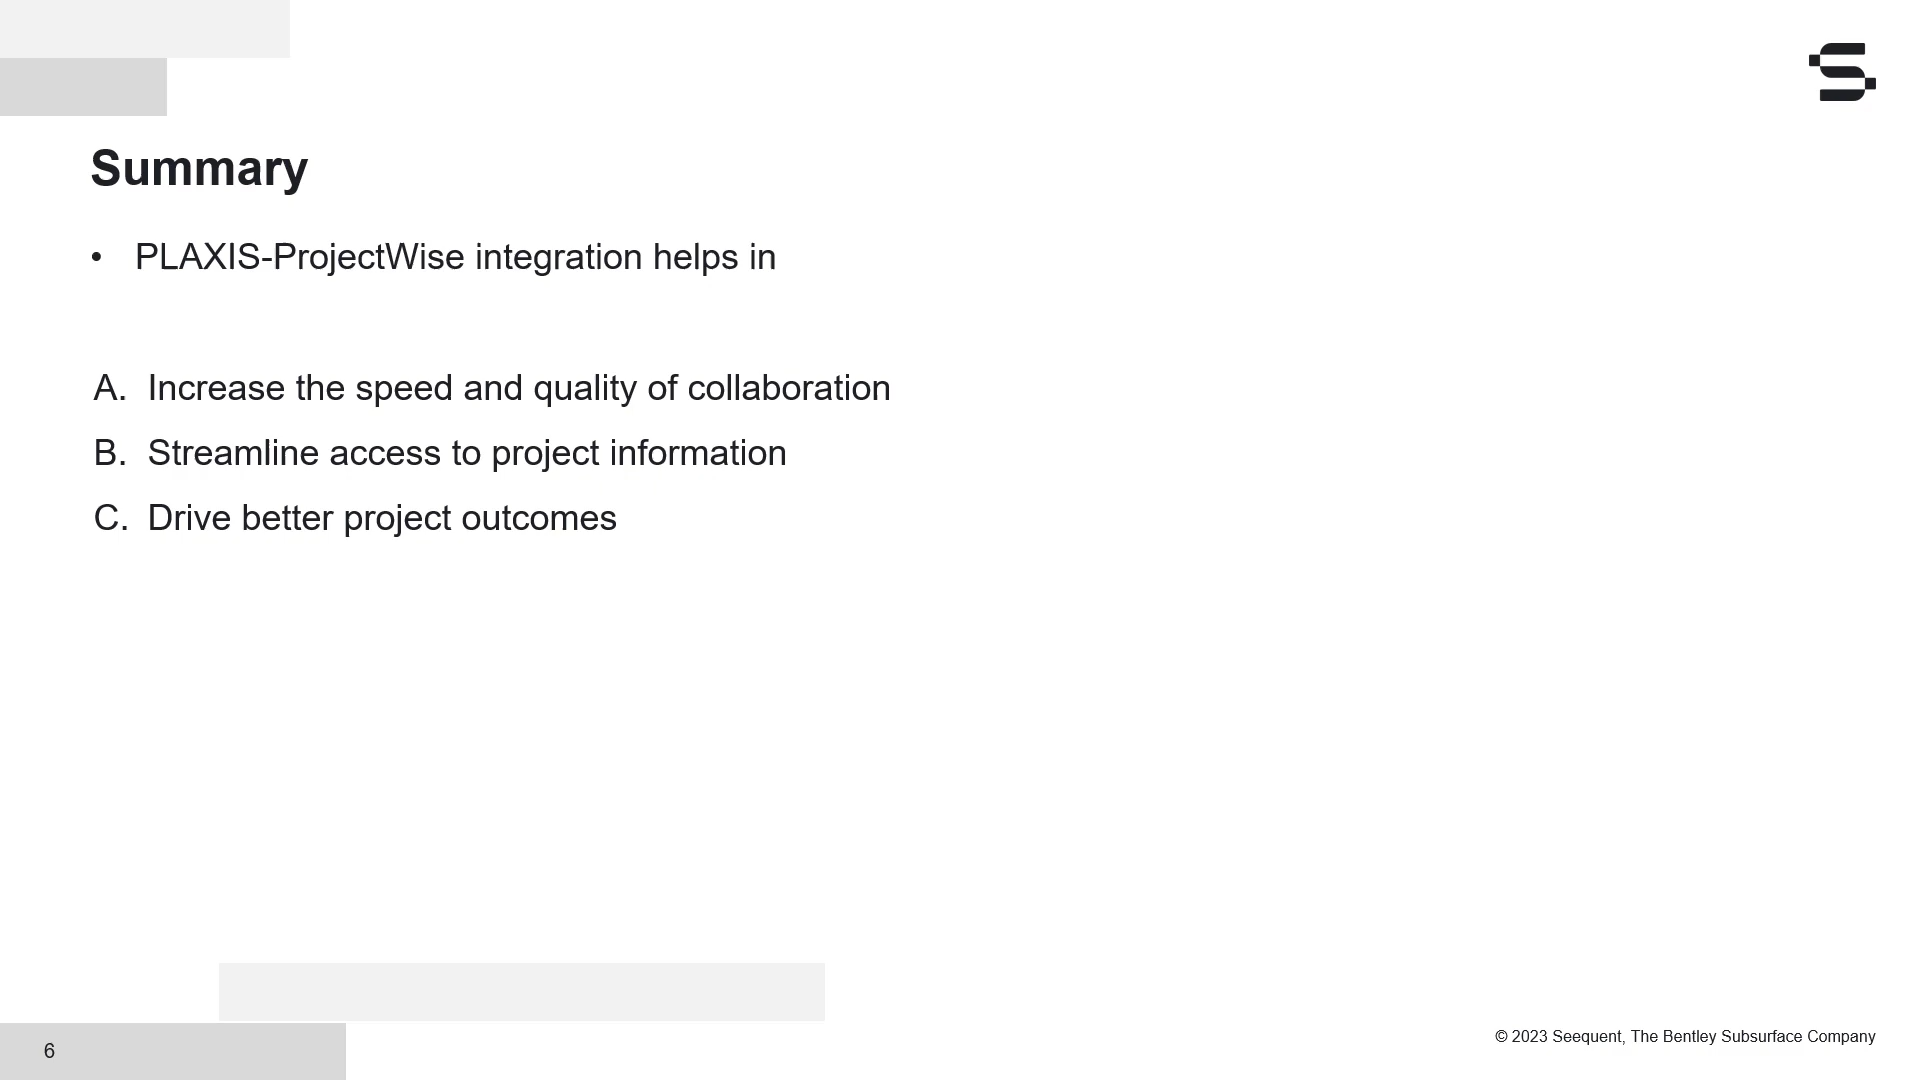 Summary
• PLAXIS-ProjectWise integration helps in
A. Increase the speed and quality of collaboration
B. Streamline access to project information
C. Drive better project outcomes
6
© 2023 Seequent, The Bentley Subsurface Company